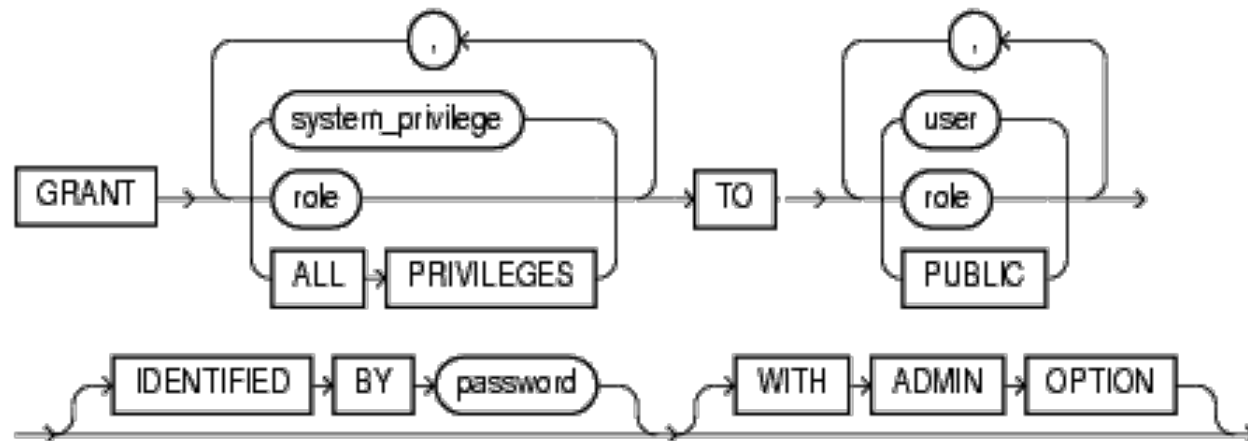 , ,
system_privilege user
GRANT role TO role
ALL PRIVILEGES PUBLIC
IDENTIFIED BY password WITH ADMIN OPTION